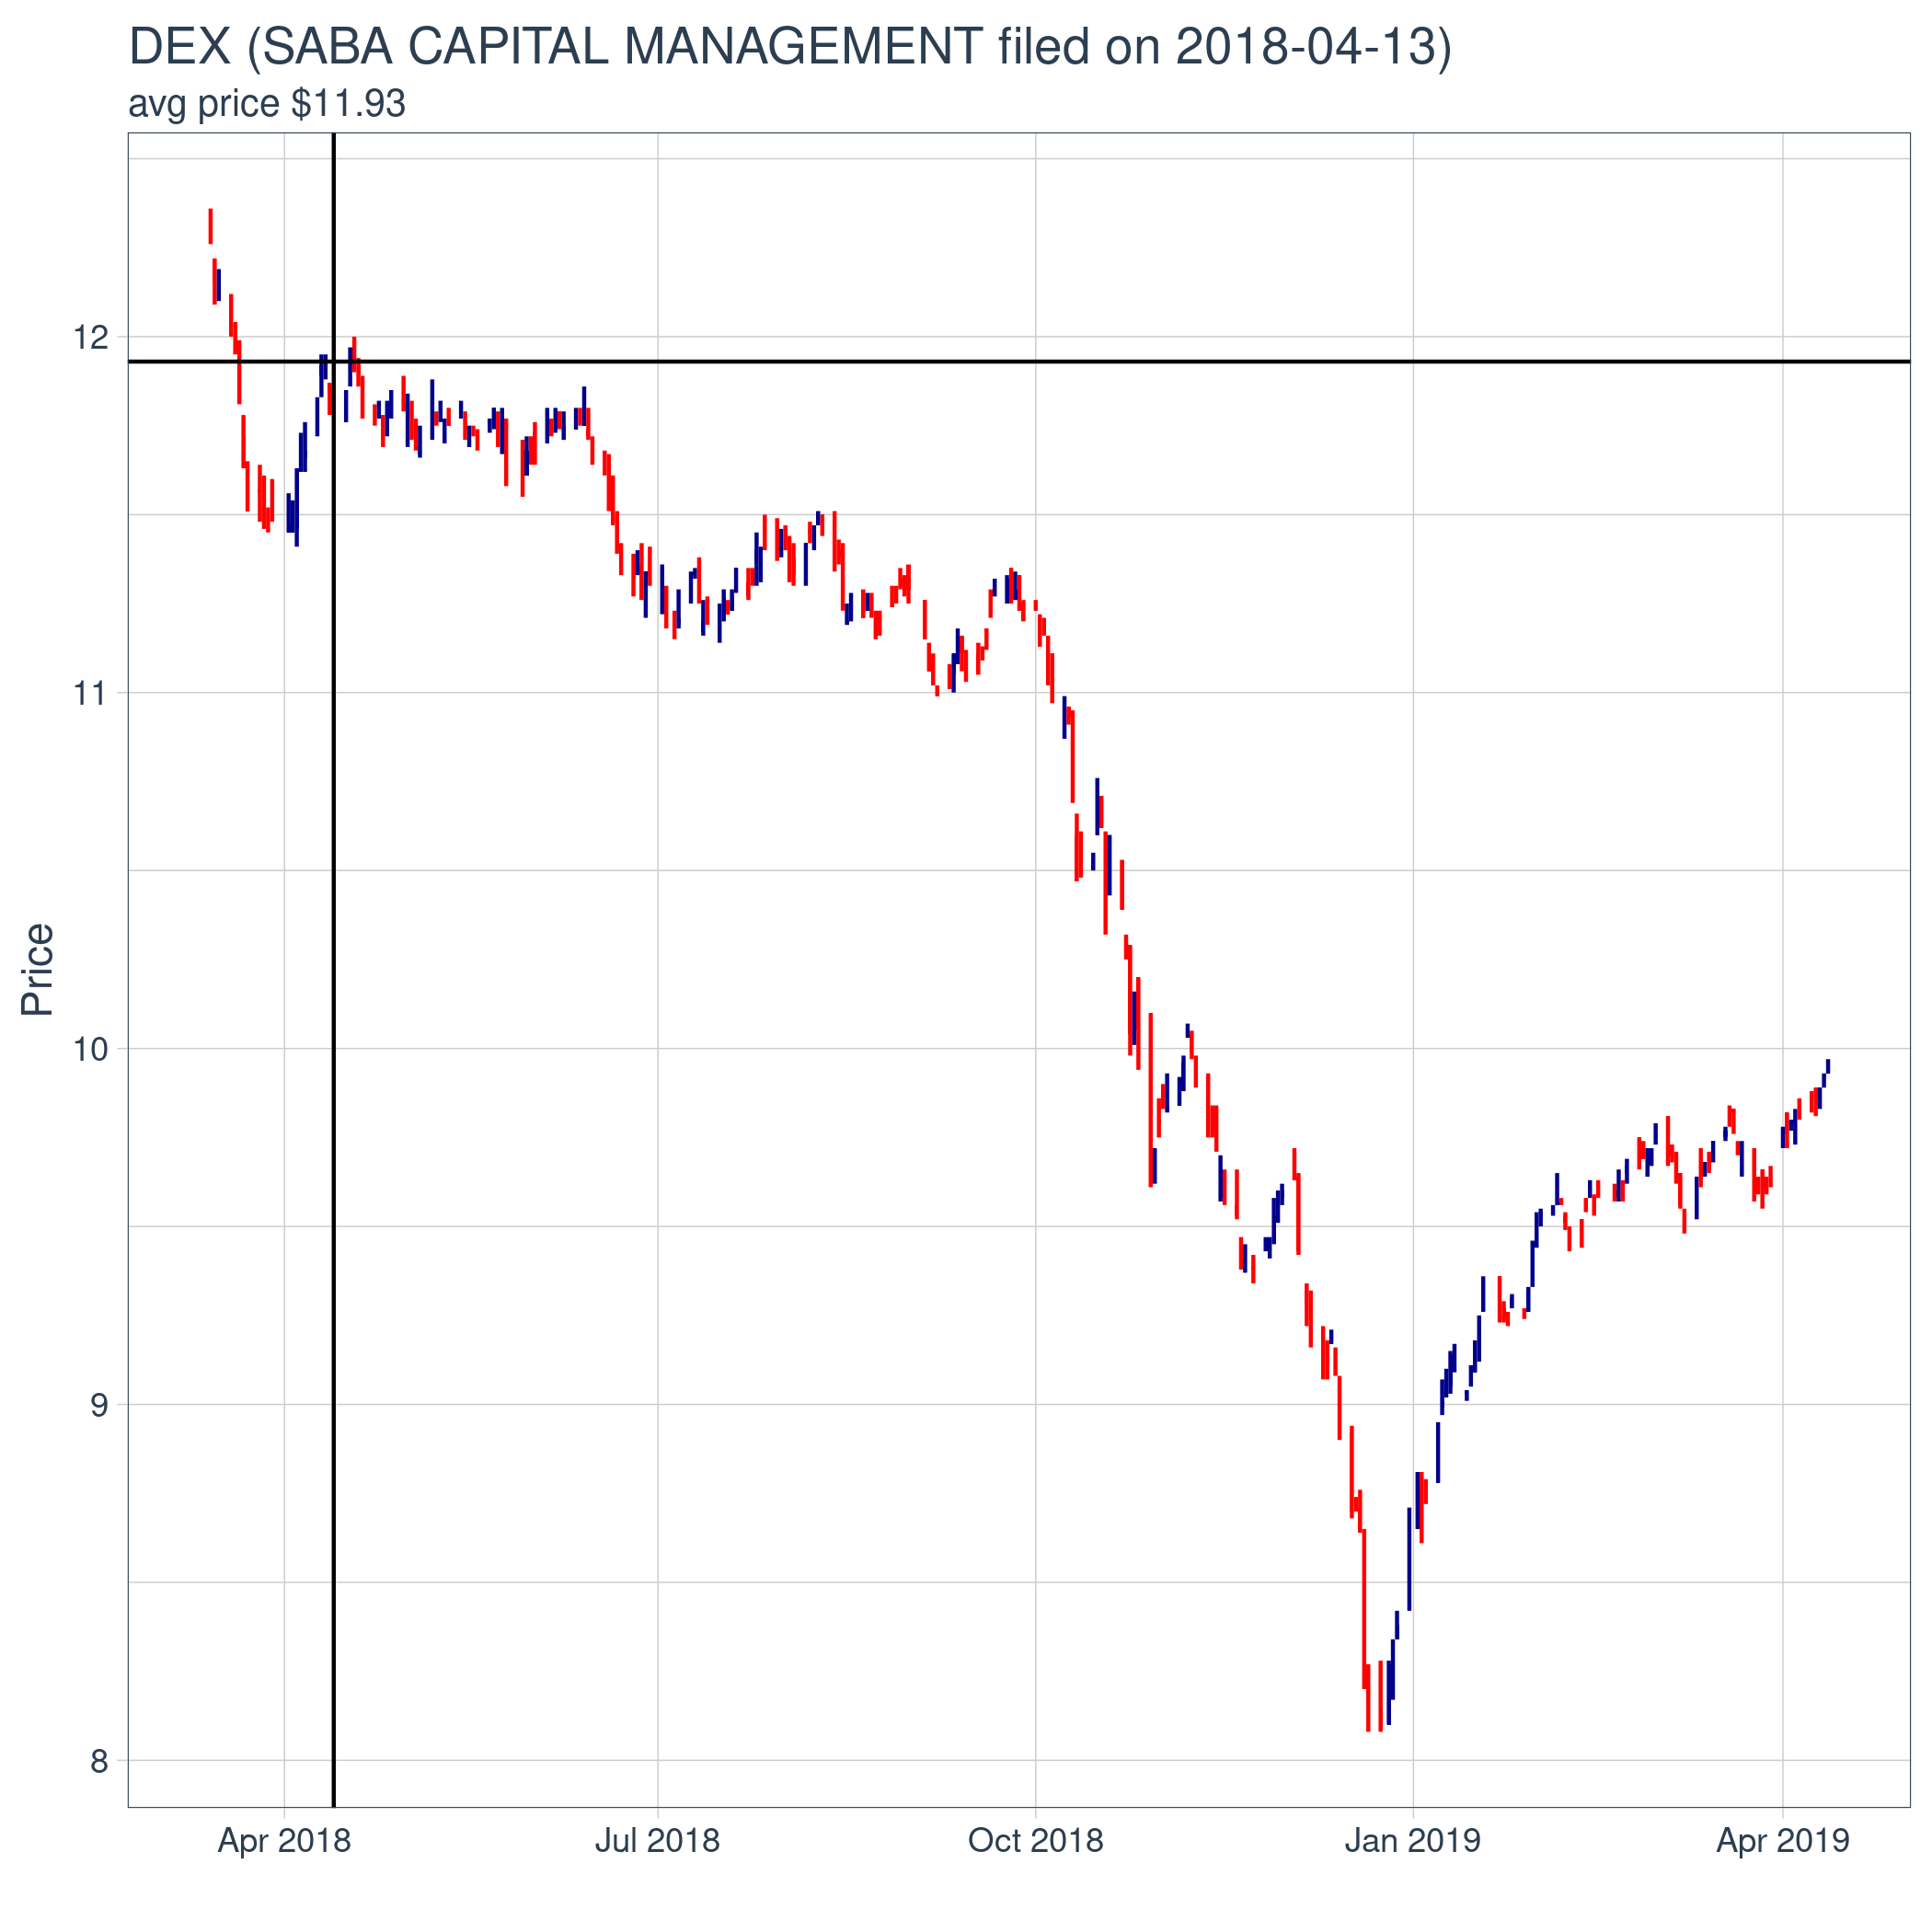 DEX (SABA CAPITAL MANAGEMENT filed on 2018-04-13)
avg price $11.93
12
11
10
9
8
Price
Apr 2018
Jul 2018
Oct 2018
Jan 2019
Apr 2019